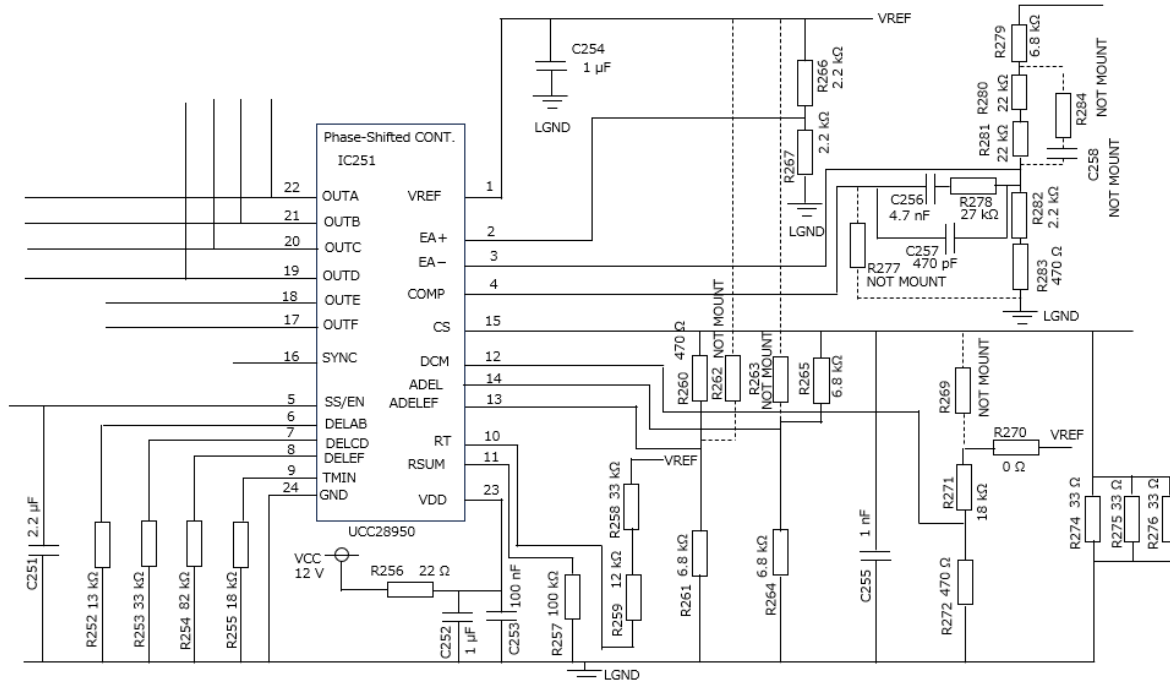 VREF
C254
1 µF
LGND
R266
2.2 kΩ
R267
2.2 kΩ
LGND
R279
6.8 kΩ
R280
22 kΩ
R281
22 kΩ
R284
NOT MOUNT
C258
NOT MOUNT
C256
4.7 nF
R278
27 kΩ
R282
2.2 kΩ
C257
470 pF
R277
NOT MOUNT
R283
470 Ω
LGND
Phase-Shifted CONT.
IC251
22
OUTA
21
OUTB
20
OUTC
19
OUTD
18
OUTE
17
OUTF
16
SYNC
5
SS/EN
6
DELAB
7
DELCD
8
DELEF
9
TMIN
24
GND
VREF
1
EA+
2
EA−
3
COMP
4
CS
15
DCM
12
ADEL
14
ADELEF
13
RT
10
RSUM
11
VDD
23
UCC28950
R260
470 Ω
R262
NOT MOUNT
R263
NOT MOUNT
R265
6.8 kΩ
R269
NOT MOUNT
R270
0 Ω
VREF
R271
18 kΩ
VREF
R258 33 kΩ
R259
12 kΩ
R261
6.8 kΩ
R264
6.8 kΩ
C255
1 nF
R272 470 Ω
R274 33 Ω
R275 33 Ω
R276 33 Ω
C251
2.2 µF
R252 13 kΩ
R253 33 kΩ
R254 82 kΩ
R255 18 kΩ
VCC
12 V
R256
22 Ω
C252
1 µF
C253
100 nF
R257 100 kΩ
LGND